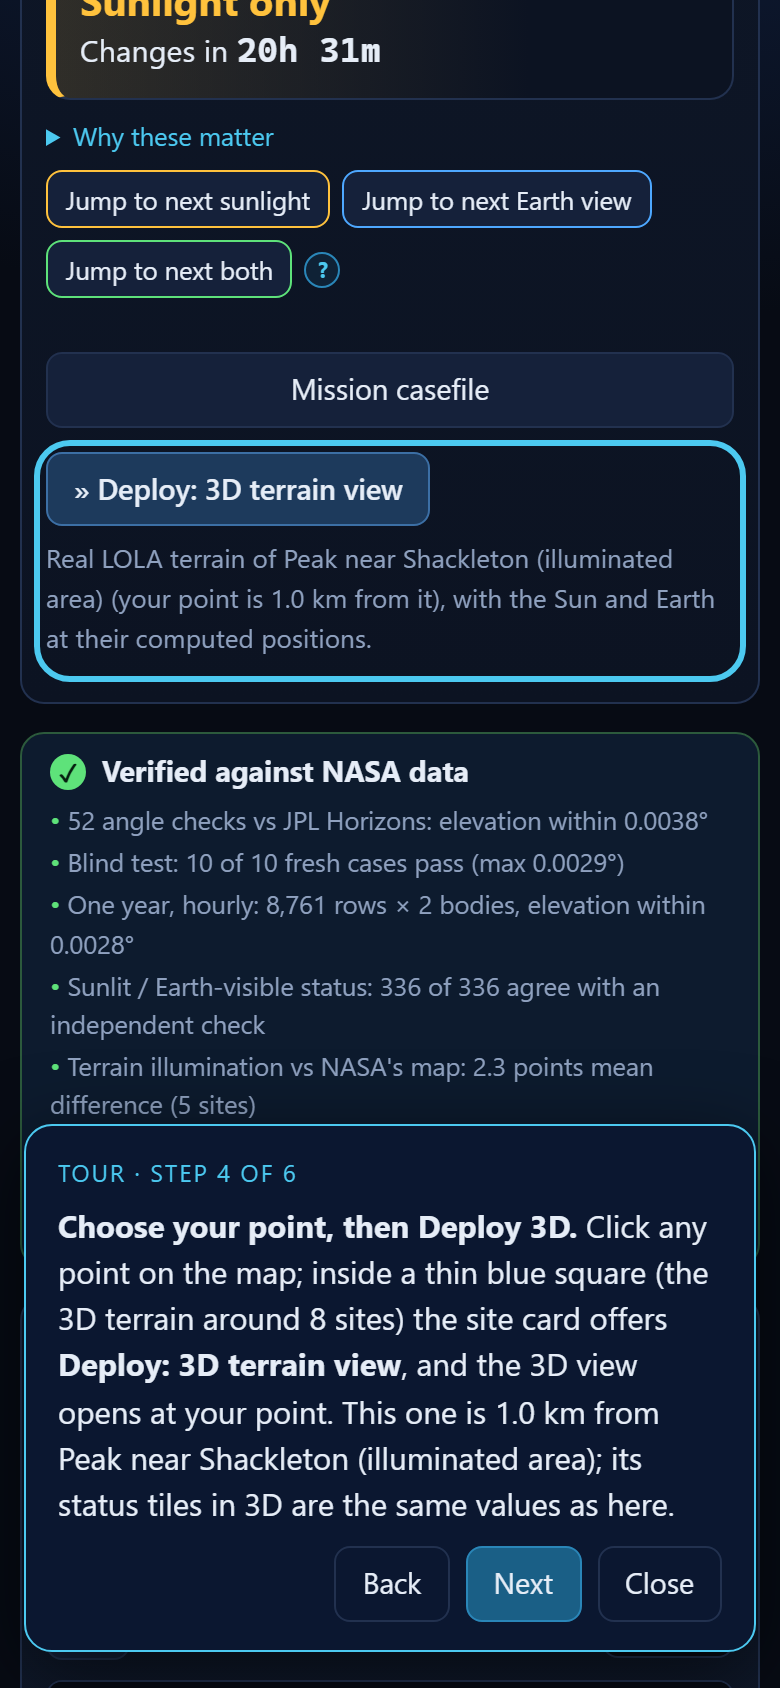 Sunlight only
Changes in 20h 31m
▶ Why these matter
Jump to next sunlight
Jump to next Earth view
Jump to next both
?
Mission casefile
» Deploy: 3D terrain view
Real LOLA terrain of Peak near Shackleton (illuminated
area) (your point is 1.0 km from it), with the Sun and Earth
at their computed positions.
✓ Verified against NASA data
• 52 angle checks vs JPL Horizons: elevation within 0.0038°
• Blind test: 10 of 10 fresh cases pass (max 0.0029°)
• One year, hourly: 8,761 rows × 2 bodies, elevation within
0.0028°
• Sunlit / Earth-visible status: 336 of 336 agree with an
independent check
• Terrain illumination vs NASA's map: 2.3 points mean
difference (5 sites)
TOUR · STEP 4 OF 6
Choose your point, then Deploy 3D. Click any
point on the map; inside a thin blue square (the
3D terrain around 8 sites) the site card offers
Deploy: 3D terrain view, and the 3D view
opens at your point. This one is 1.0 km from
Peak near Shackleton (illuminated area); its
status tiles in 3D are the same values as here.
Back
Next
Close